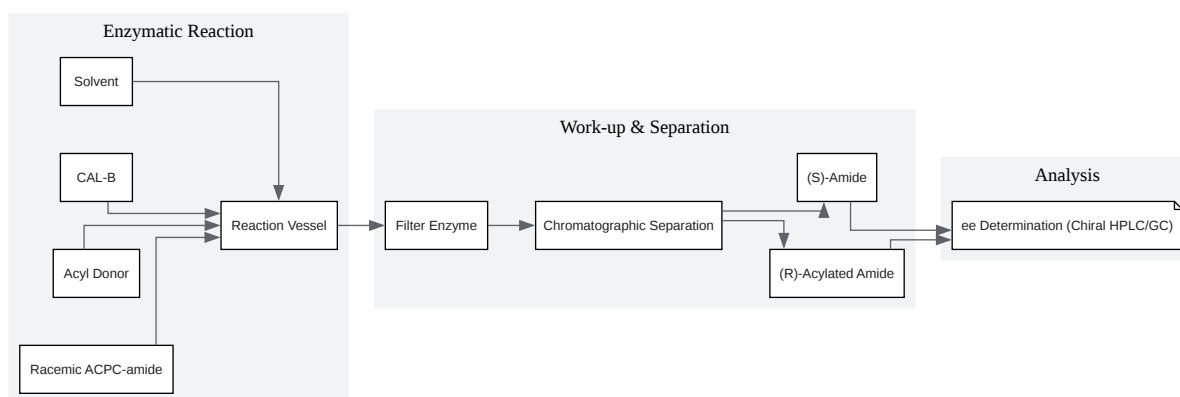 Enzymatic Reaction
Solvent
CAL-B
Reaction Vessel
Acyl Donor
Racemic ACPC-amide
Work-up & Separation
Filter Enzyme
Chromatographic Separation
(S)-Amide
(R)-Acylated Amide
Analysis
ee Determination (Chiral HPLC/GC)